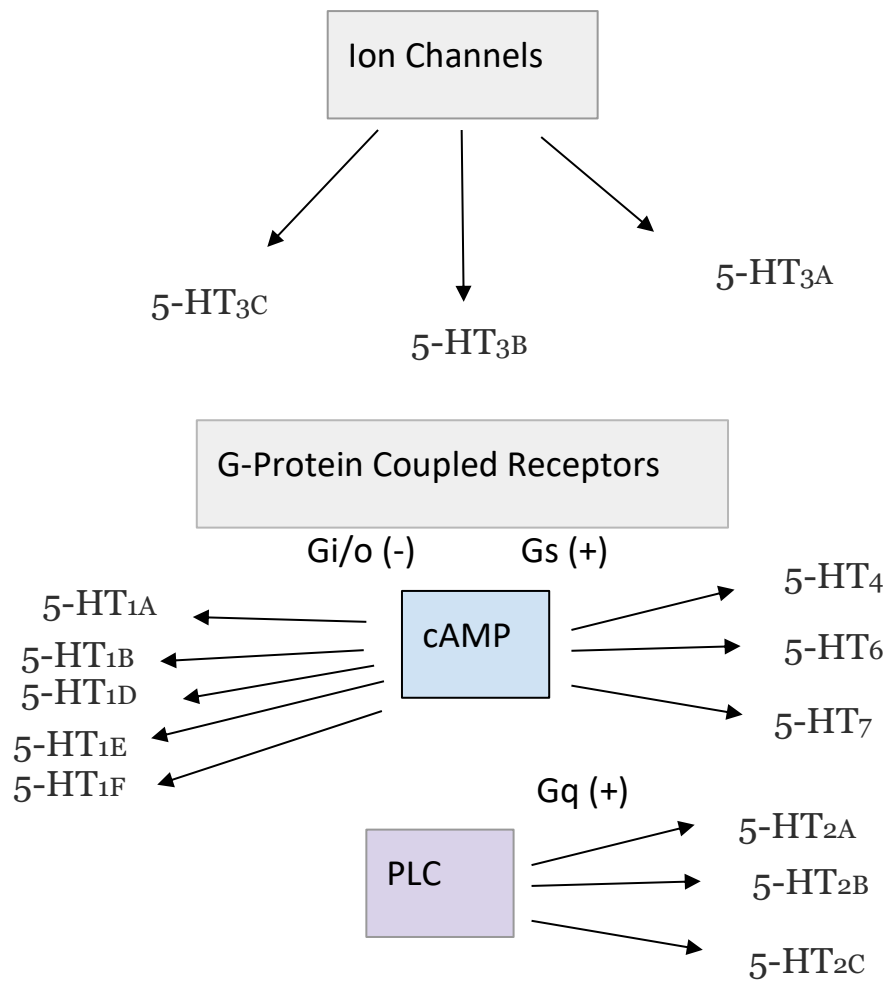 Ion Channels
5-HT3A
5-HT3C
5-HT3B
G-Protein Coupled Receptors
Gi/o (-) Gs (+)
cAMP
5-HT1A
5-HT1B
5-HT1D
5-HT1E
5-HT1F
5-HT4
5-HT6
5-HT7
Gq (+)
PLC
5-HT2A
5-HT2B
5-HT2C